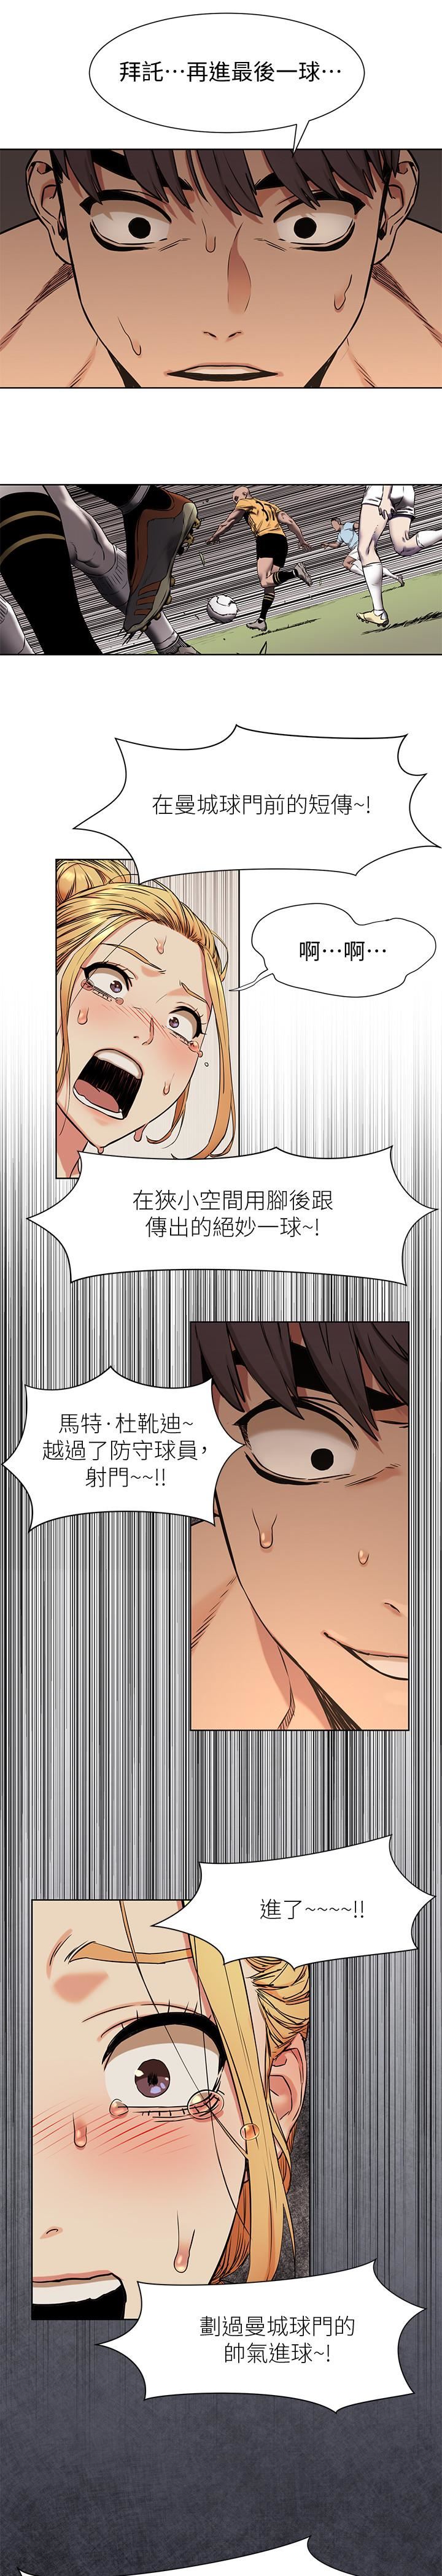 拜託…再進最後一球…
在曼城球門前的短傳~!
啊…啊…
在狹小空間用腳後跟
傳出的絕妙一球~!
馬特·杜靴迪~
越過了防守球員，
射門~~!!
進了~~~~!!
劃過曼城球門的
帥氣進球~!